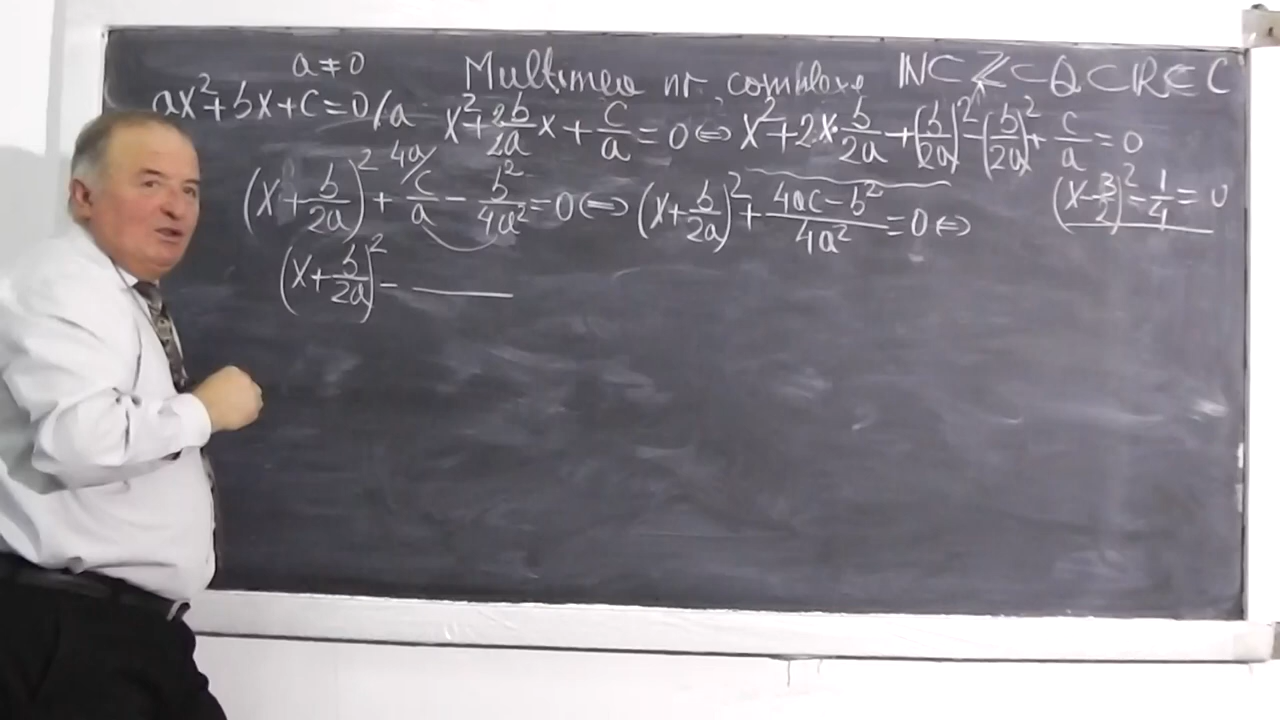 a ≠ 0 Multimea nr complexe ℕ ⊂ ℤ ⊂ Q ⊂ ℝ ⊂ C
ax² + bx + c = 0 /a x² + 2b/2a x + c/a = 0 ⇔ x² + 2x·b/2a + (b/2a)² - (b/2a)² + c/a = 0
(x + b/2a)² + 4a/ c/a - b²/4a² = 0 ⇔ (x + b/2a)² + (4ac - b²)/4a² = 0 ⇔ (x - 3/2)² - 1/4 = 0
(x + b/2a)² - ___